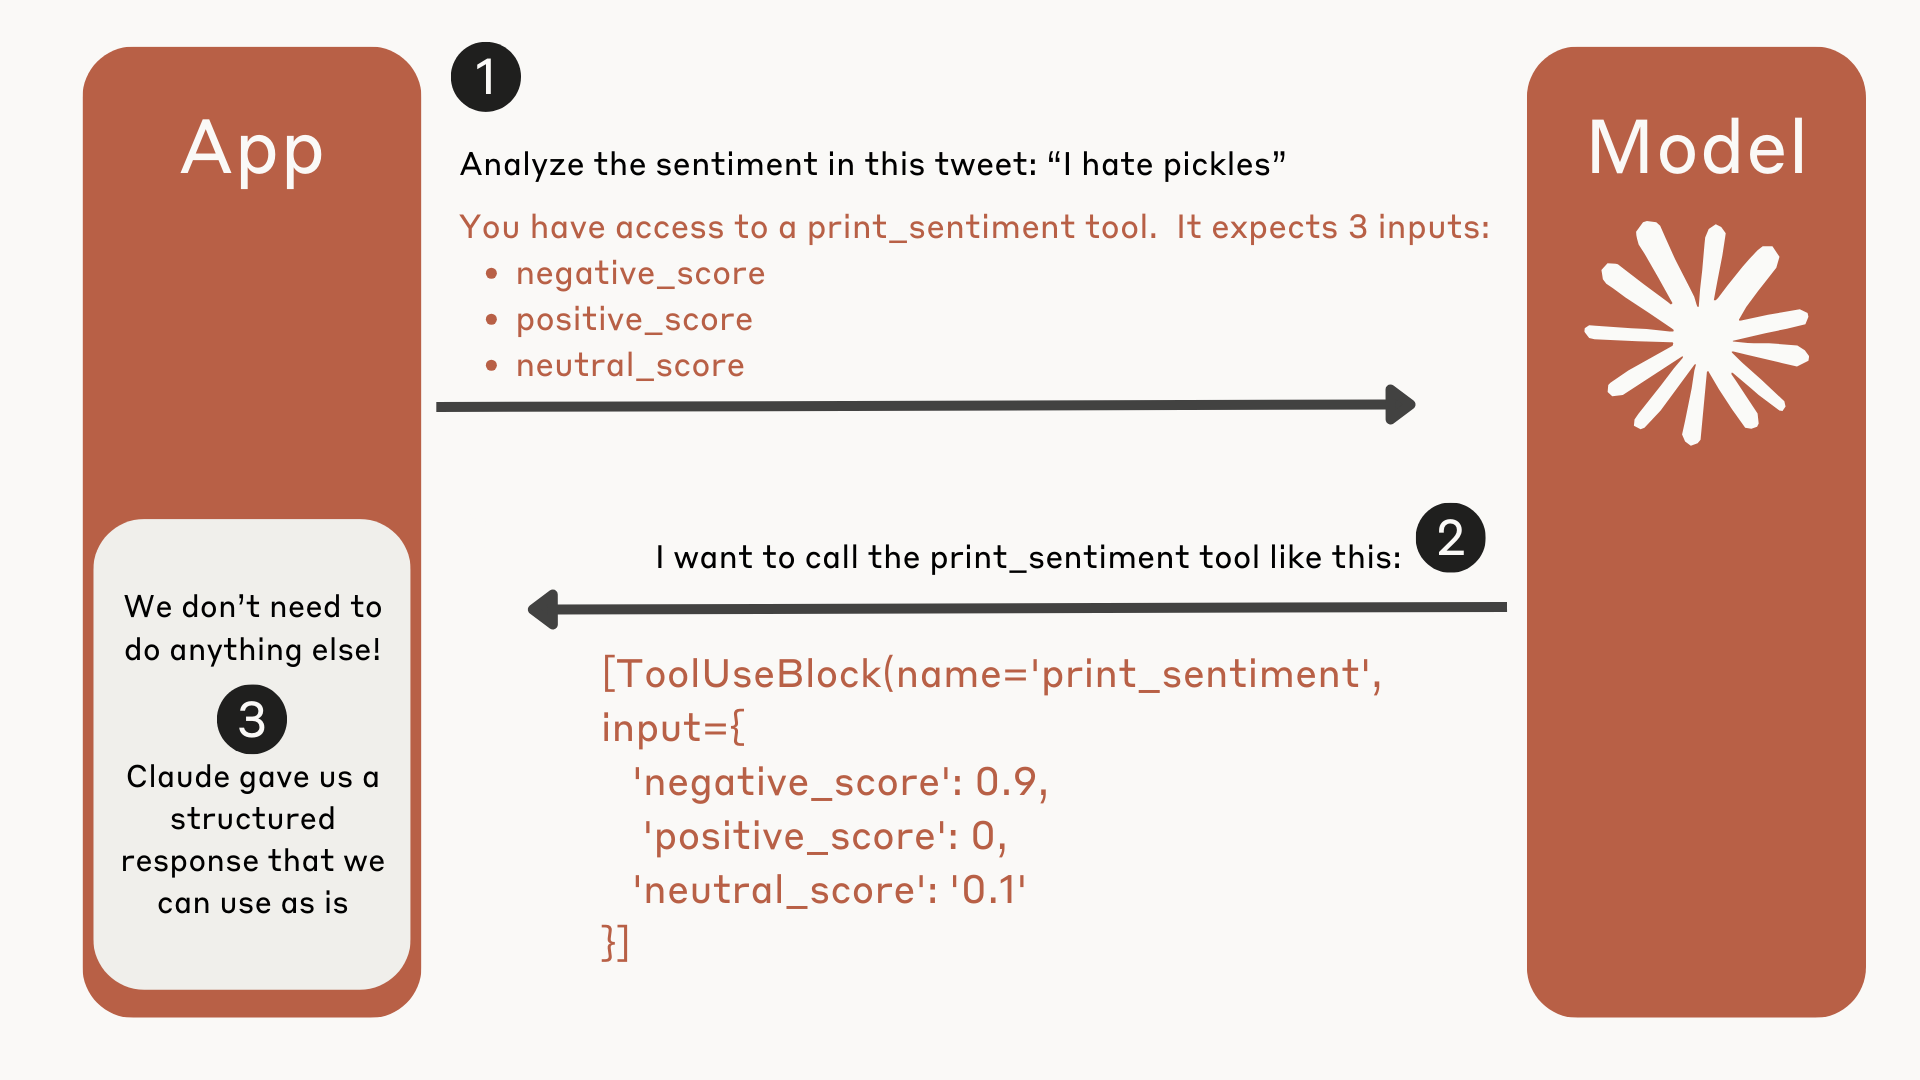 App
1
Analyze the sentiment in this tweet: “I hate pickles”
You have access to a print_sentiment tool.  It expects 3 inputs:
• negative_score
• positive_score
• neutral_score
Model
2
I want to call the print_sentiment tool like this:
[ToolUseBlock(name='print_sentiment',
input={
'negative_score': 0.9,
'positive_score': 0,
'neutral_score': '0.1'
}]
We don’t need to
do anything else!
3
Claude gave us a
structured
response that we
can use as is